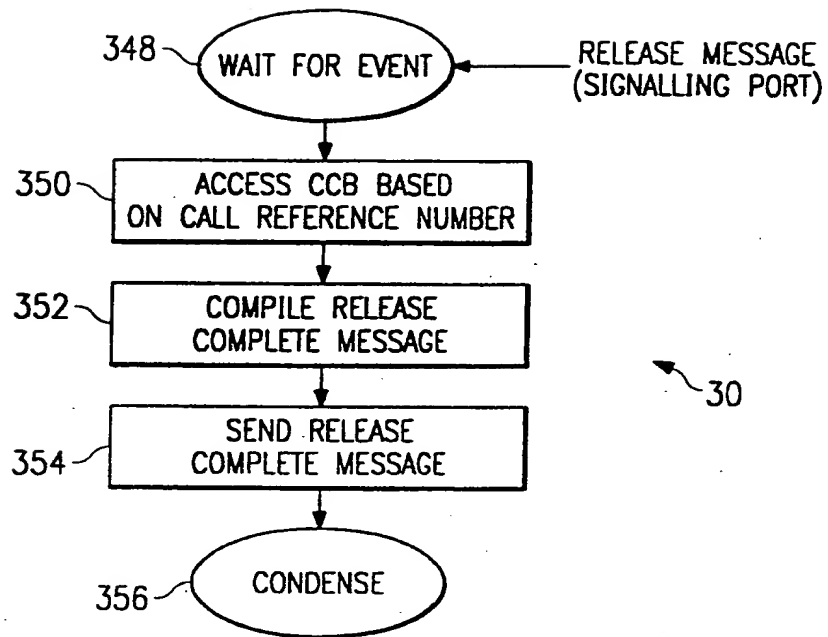 348
WAIT FOR EVENT
RELEASE MESSAGE
(SIGNALLING PORT)
350
ACCESS CCB BASED
ON CALL REFERENCE NUMBER
352
COMPILE RELEASE
COMPLETE MESSAGE
30
354
SEND RELEASE
COMPLETE MESSAGE
356
CONDENSE